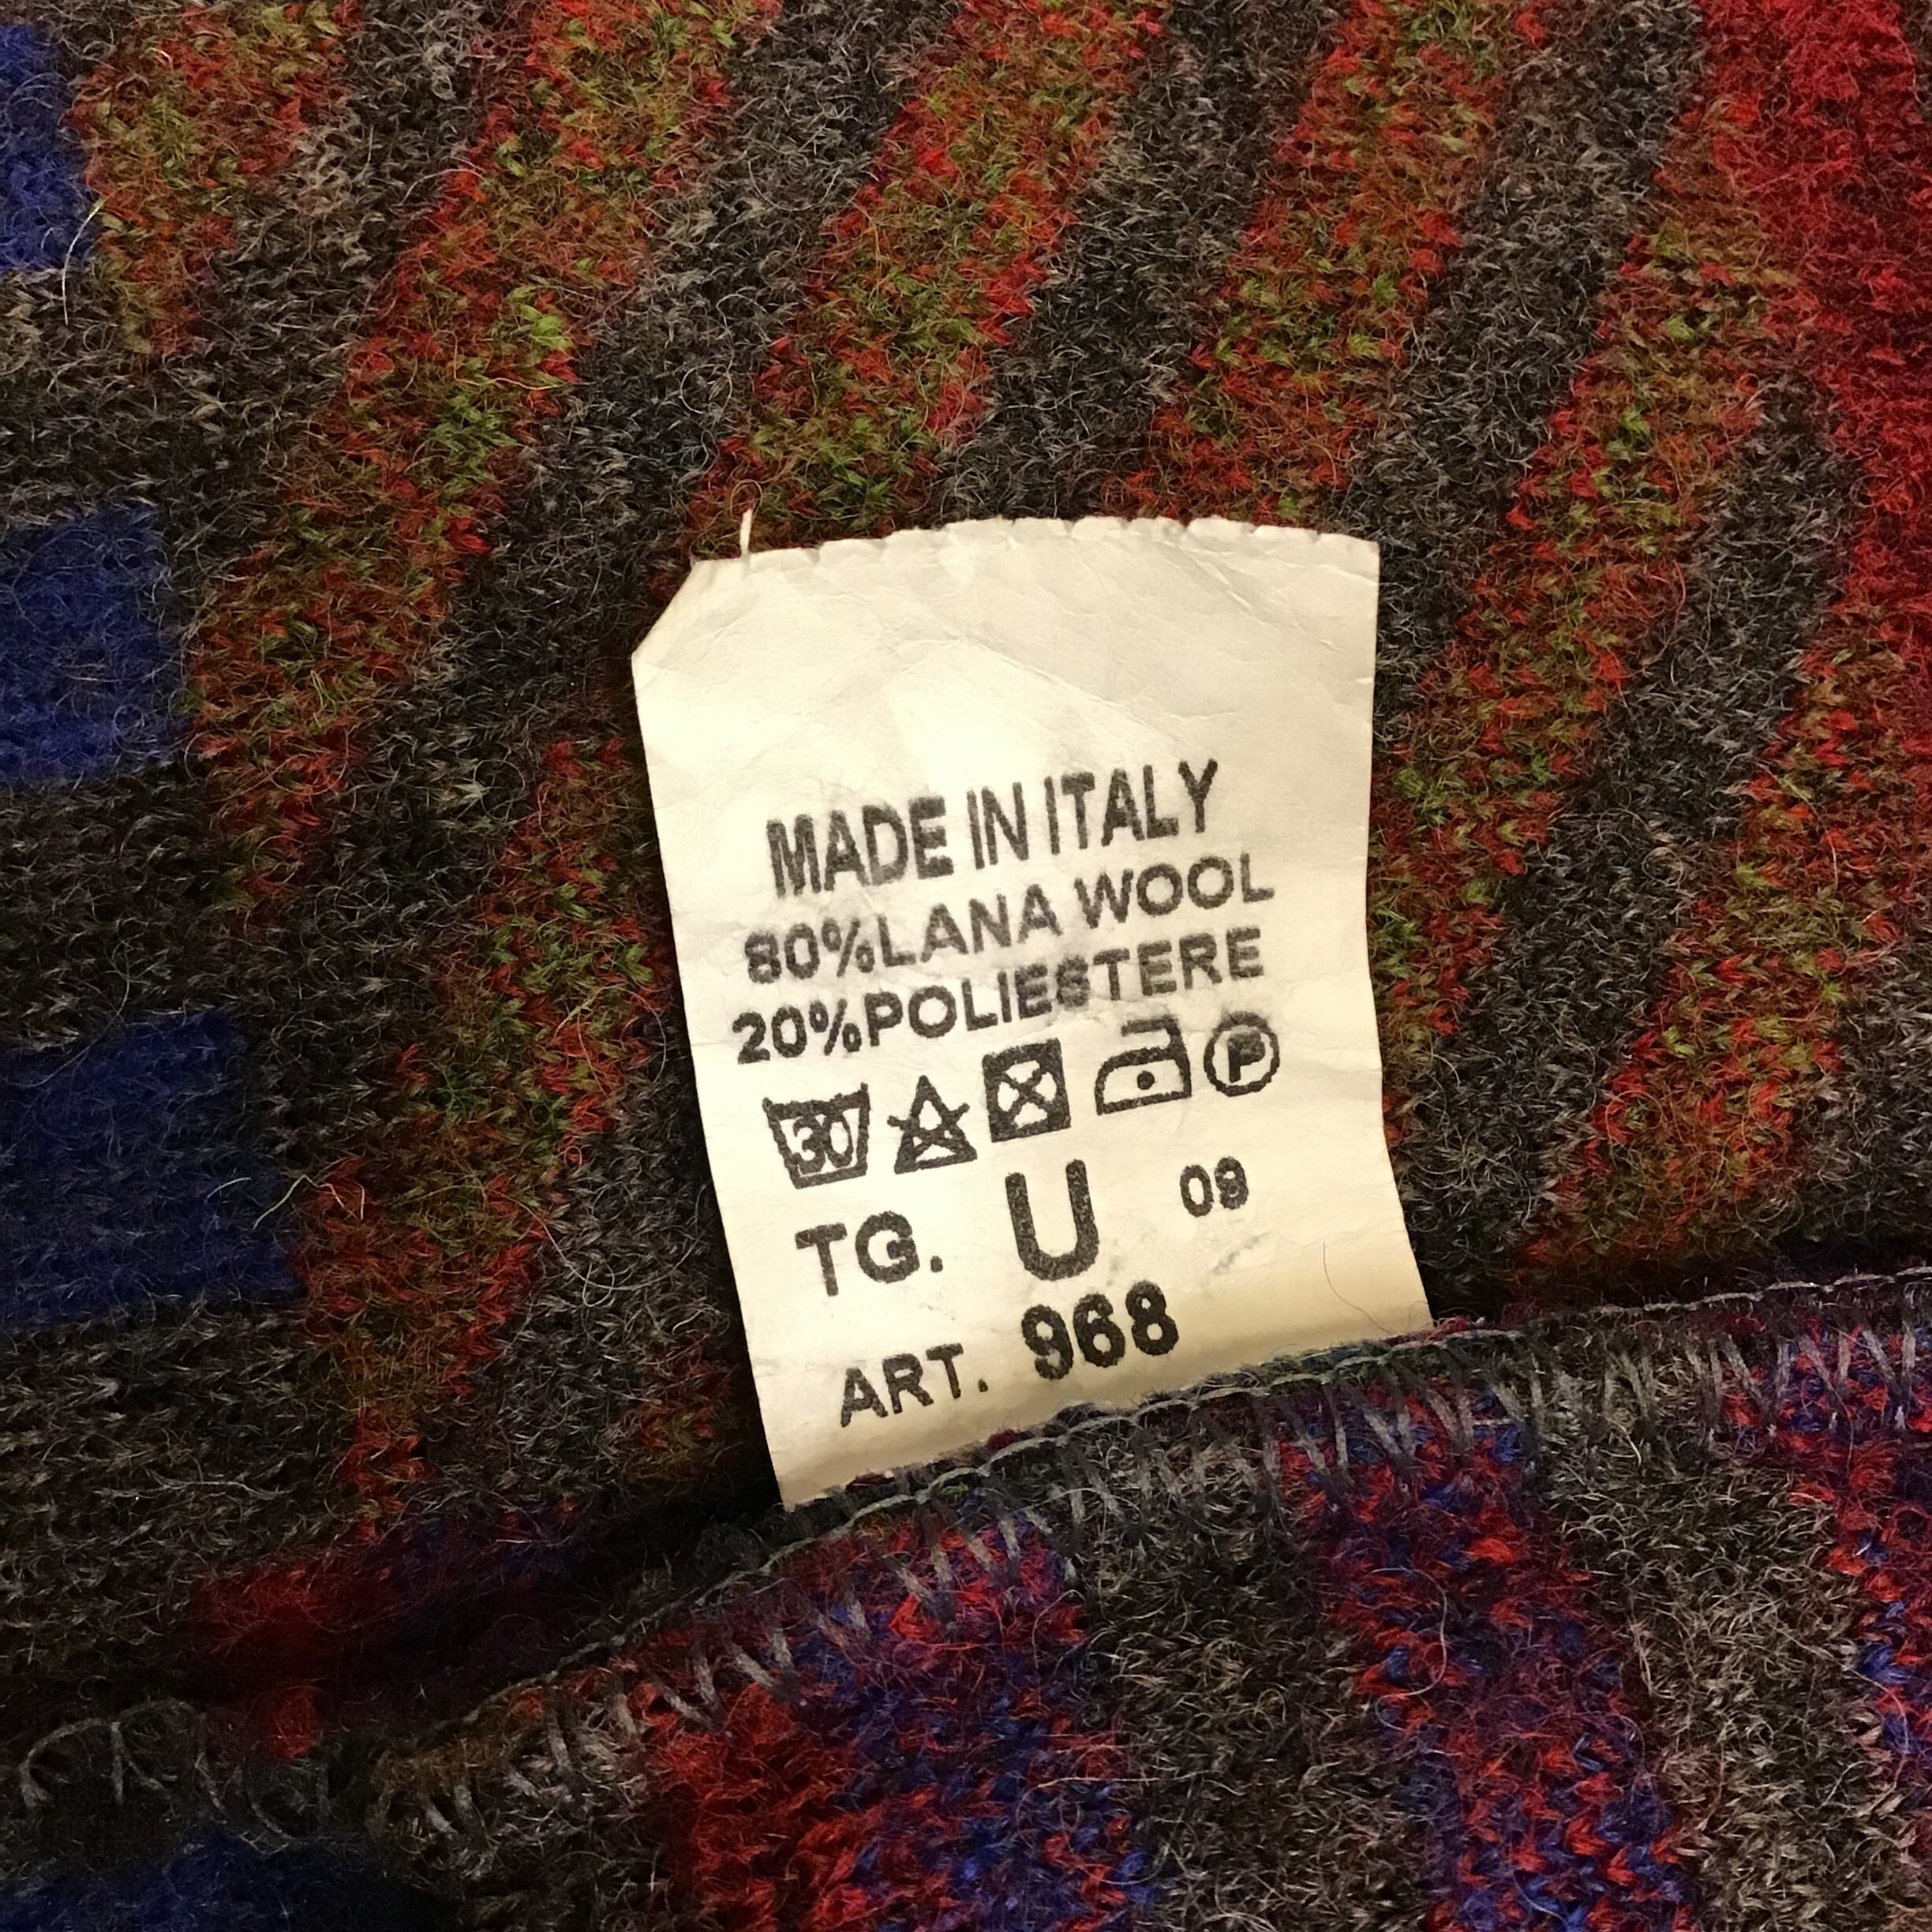 MADE IN ITALY
80%LANA WOOL
20%POLIESTERE
30 P
TG. U 09
ART. 968